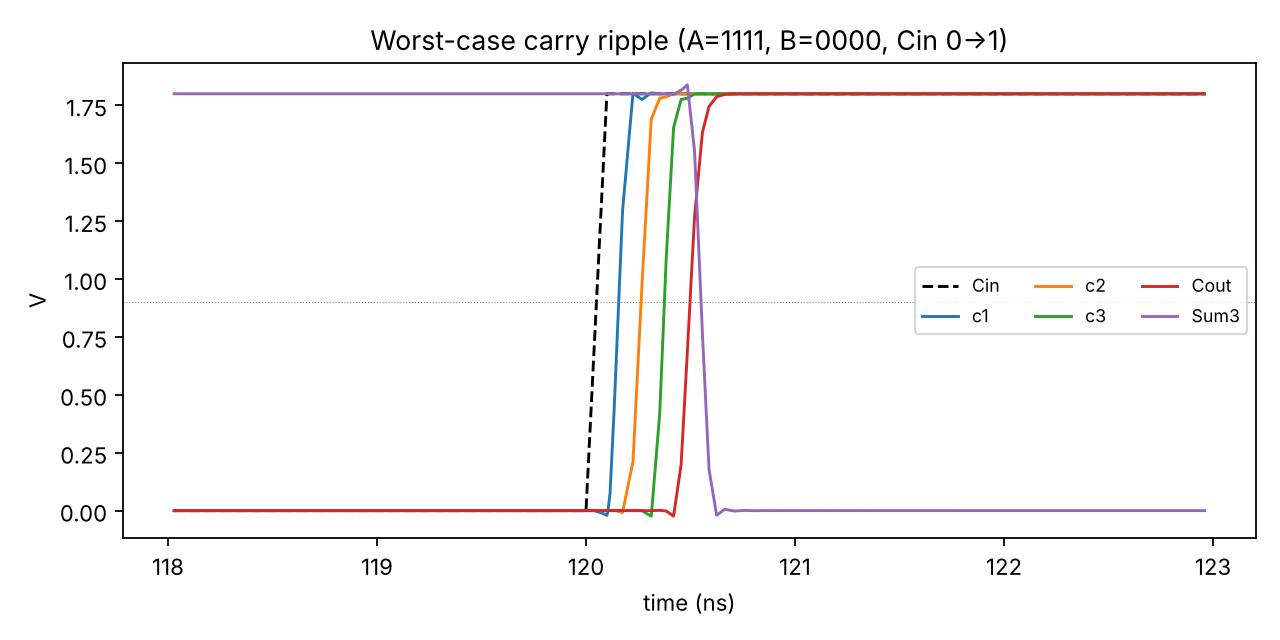 Worst-case carry ripple (A=1111, B=0000, Cin 0→1)
V
1.75
1.50
1.25
1.00
0.75
0.50
0.25
0.00
Cin c2 Cout
c1 c3 Sum3
118 119 120 121 122 123
time (ns)